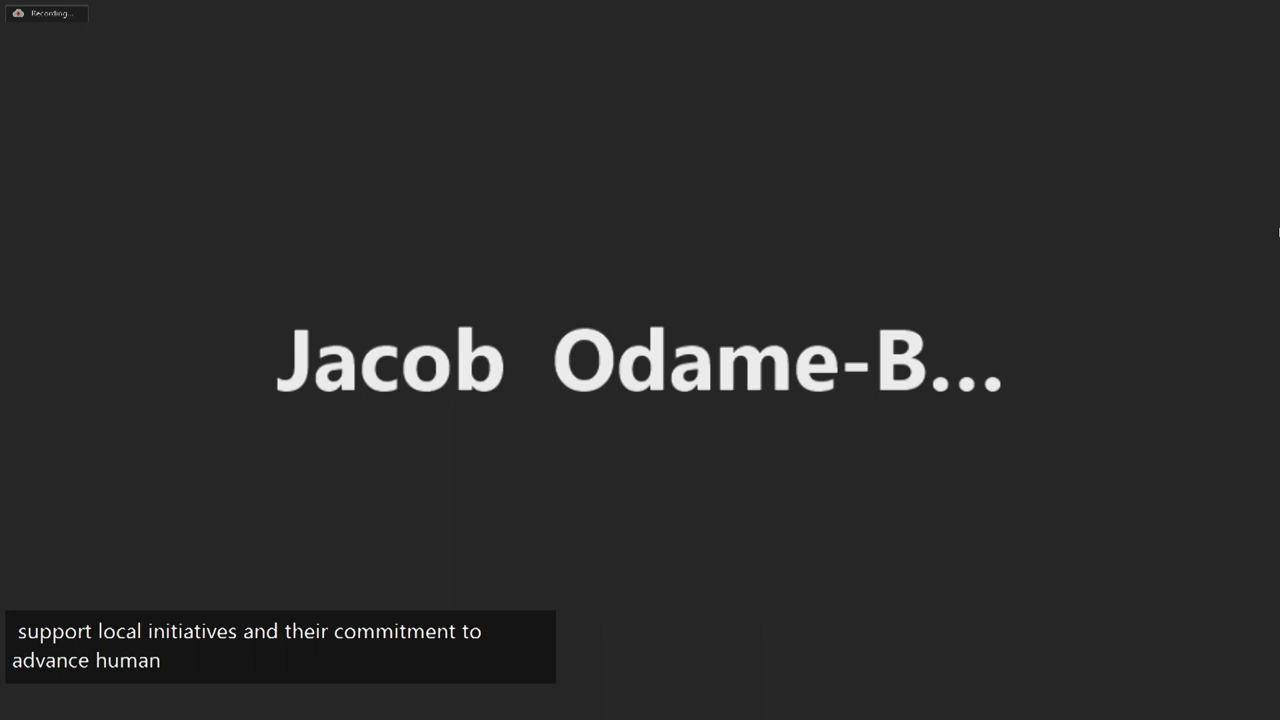 Recording...
Jacob Odame-B...
support local initiatives and their commitment to
advance human